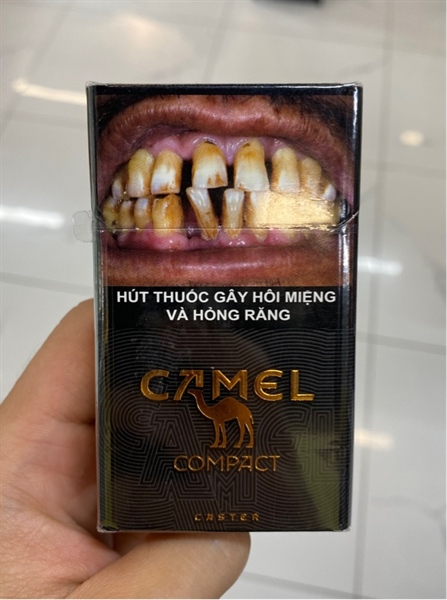 HÚT THUỐC GÂY HÔI MIỆNG
VÀ HỎNG RĂNG
CAMEL
COMPACT
CASTER